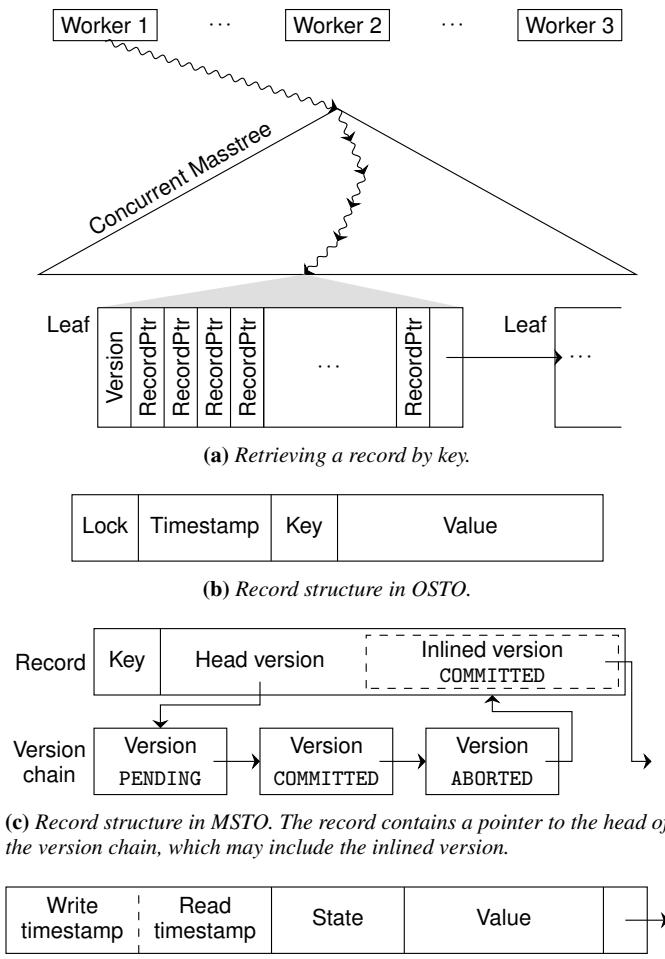 Worker 1 ... Worker 2 ... Worker 3
Concurrent Masstree
Leaf Version RecordPtr RecordPtr RecordPtr RecordPtr ... RecordPtr Leaf ...
(a) Retrieving a record by key.
Lock Timestamp Key Value
(b) Record structure in OSTO.
Record Key Head version Inlined version
COMMITTED
Version chain
Version PENDING
Version COMMITTED
Version ABORTED
(c) Record structure in MSTO. The record contains a pointer to the head of
the version chain, which may include the inlined version.
Write timestamp Read timestamp State Value